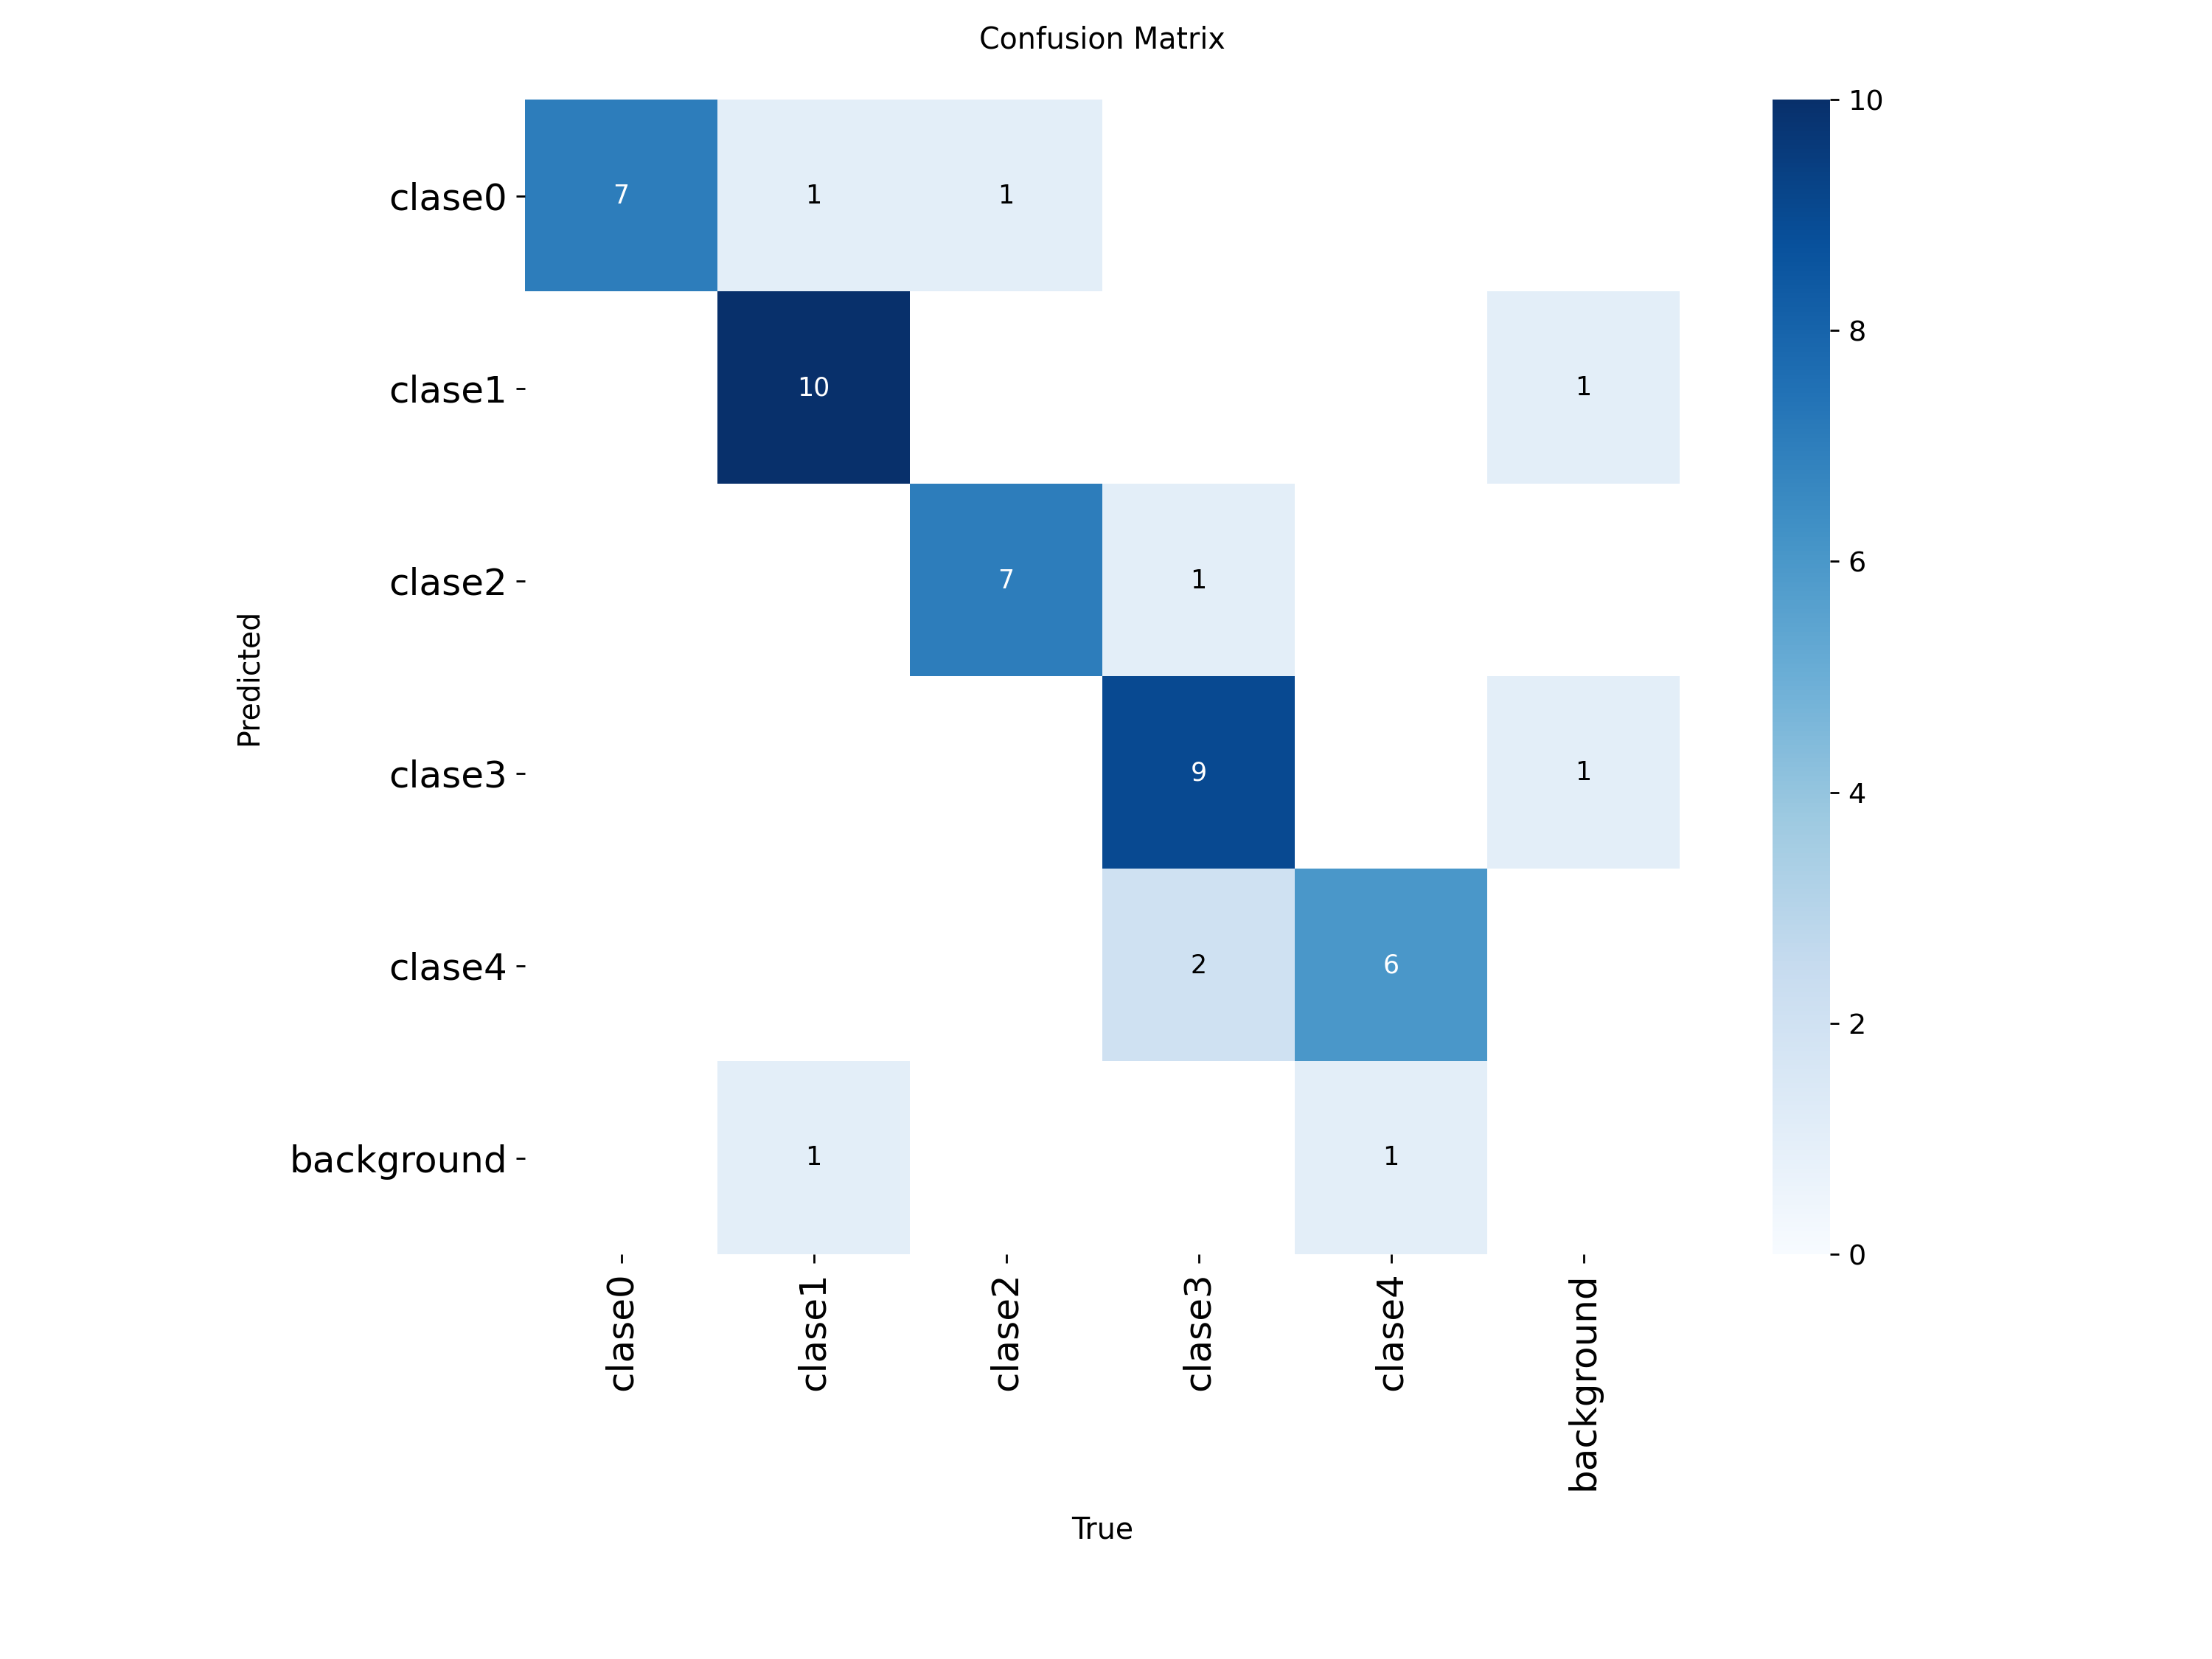 Confusion Matrix
10
clase0
7
1
1
clase1
10
1
8
clase2
7
1
6
Predicted
clase3
9
1
4
clase4
2
6
2
background
1
1
0
clase0
clase1
clase2
clase3
clase4
background
True